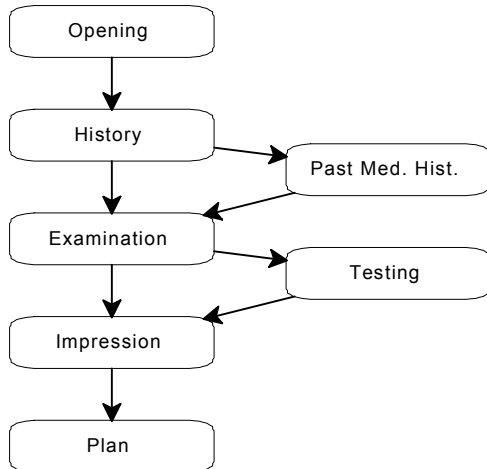 Opening
History
Past Med. Hist.
Examination
Testing
Impression
Plan